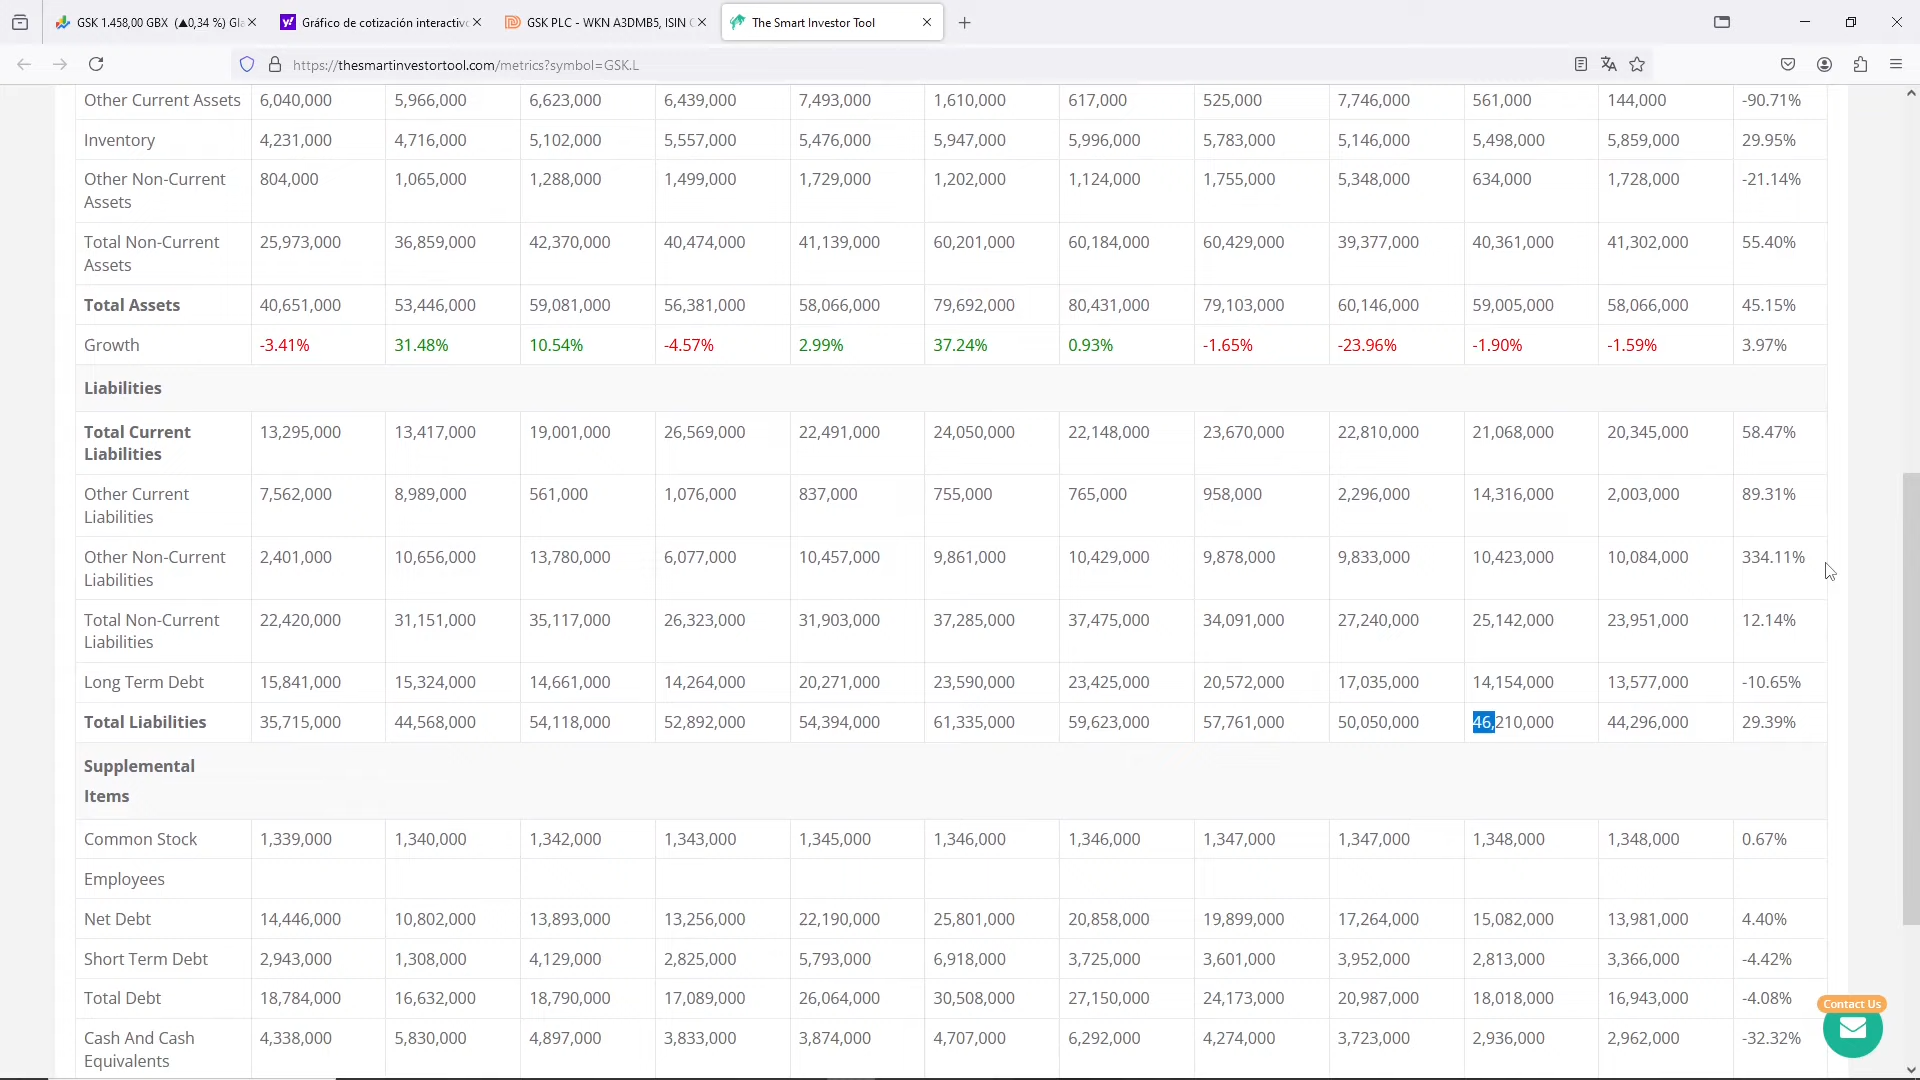 GSK 1.458,00 GBX (▲0,34 %) Gla
Gráfico de cotización interactivo
GSK PLC - WKN A3DMB5, ISIN G
The Smart Investor Tool
https://thesmartinvestortool.com/metrics?symbol=GSK.L
Other Current Assets 6,040,000 5,966,000 6,623,000 6,439,000 7,493,000 1,610,000 617,000 525,000 7,746,000 561,000 144,000 -90.71%
Inventory 4,231,000 4,716,000 5,102,000 5,557,000 5,476,000 5,947,000 5,996,000 5,783,000 5,146,000 5,498,000 5,859,000 29.95%
Other Non-Current 804,000 1,065,000 1,288,000 1,499,000 1,729,000 1,202,000 1,124,000 1,755,000 5,348,000 634,000 1,728,000 -21.14%
Assets
Total Non-Current 25,973,000 36,859,000 42,370,000 40,474,000 41,139,000 60,201,000 60,184,000 60,429,000 39,377,000 40,361,000 41,302,000 55.40%
Assets
Total Assets 40,651,000 53,446,000 59,081,000 56,381,000 58,066,000 79,692,000 80,431,000 79,103,000 60,146,000 59,005,000 58,066,000 45.15%
Growth -3.41% 31.48% 10.54% -4.57% 2.99% 37.24% 0.93% -1.65% -23.96% -1.90% -1.59% 3.97%
Liabilities
Total Current 13,295,000 13,417,000 19,001,000 26,569,000 22,491,000 24,050,000 22,148,000 23,670,000 22,810,000 21,068,000 20,345,000 58.47%
Liabilities
Other Current 7,562,000 8,989,000 561,000 1,076,000 837,000 755,000 765,000 958,000 2,296,000 14,316,000 2,003,000 89.31%
Liabilities
Other Non-Current 2,401,000 10,656,000 13,780,000 6,077,000 10,457,000 9,861,000 10,429,000 9,878,000 9,833,000 10,423,000 10,084,000 334.11%
Liabilities
Total Non-Current 22,420,000 31,151,000 35,117,000 26,323,000 31,903,000 37,285,000 37,475,000 34,091,000 27,240,000 25,142,000 23,951,000 12.14%
Liabilities
Long Term Debt 15,841,000 15,324,000 14,661,000 14,264,000 20,271,000 23,590,000 23,425,000 20,572,000 17,035,000 14,154,000 13,577,000 -10.65%
Total Liabilities 35,715,000 44,568,000 54,118,000 52,892,000 54,394,000 61,335,000 59,623,000 57,761,000 50,050,000 46,210,000 44,296,000 29.39%
Supplemental
Items
Common Stock 1,339,000 1,340,000 1,342,000 1,343,000 1,345,000 1,346,000 1,346,000 1,347,000 1,347,000 1,348,000 1,348,000 0.67%
Employees
Net Debt 14,446,000 10,802,000 13,893,000 13,256,000 22,190,000 25,801,000 20,858,000 19,899,000 17,264,000 15,082,000 13,981,000 4.40%
Short Term Debt 2,943,000 1,308,000 4,129,000 2,825,000 5,793,000 6,918,000 3,725,000 3,601,000 3,952,000 2,813,000 3,366,000 -4.42%
Total Debt 18,784,000 16,632,000 18,790,000 17,089,000 26,064,000 30,508,000 27,150,000 24,173,000 20,987,000 18,018,000 16,943,000 -4.08%
Cash And Cash 4,338,000 5,830,000 4,897,000 3,833,000 3,874,000 4,707,000 6,292,000 4,274,000 3,723,000 2,936,000 2,962,000 -32.32%
Equivalents
Contact Us